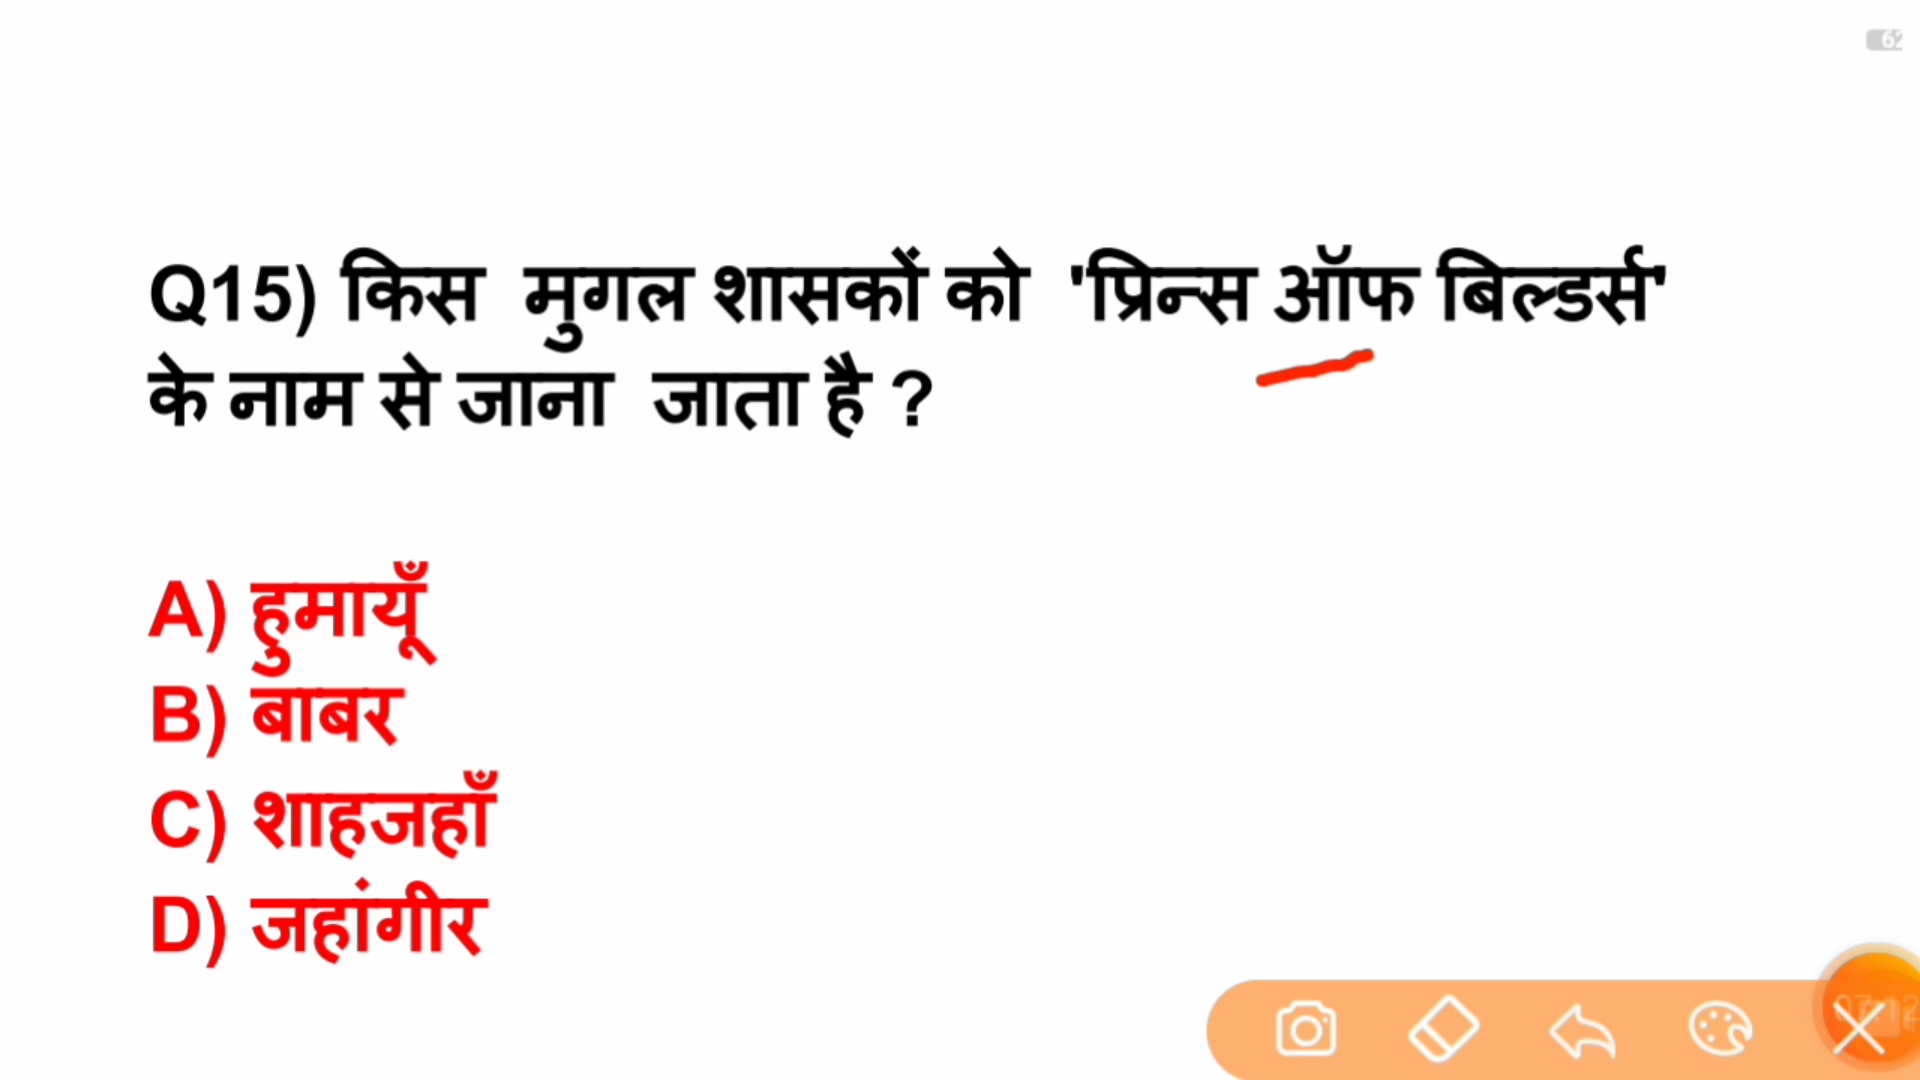 Q15) किस मुगल शासकों को 'प्रिन्स ऑफ बिल्डर्स'
के नाम से जाना जाता है ?
A) हुमायूँ
B) बाबर
C) शाहजहाँ
D) जहांगीर